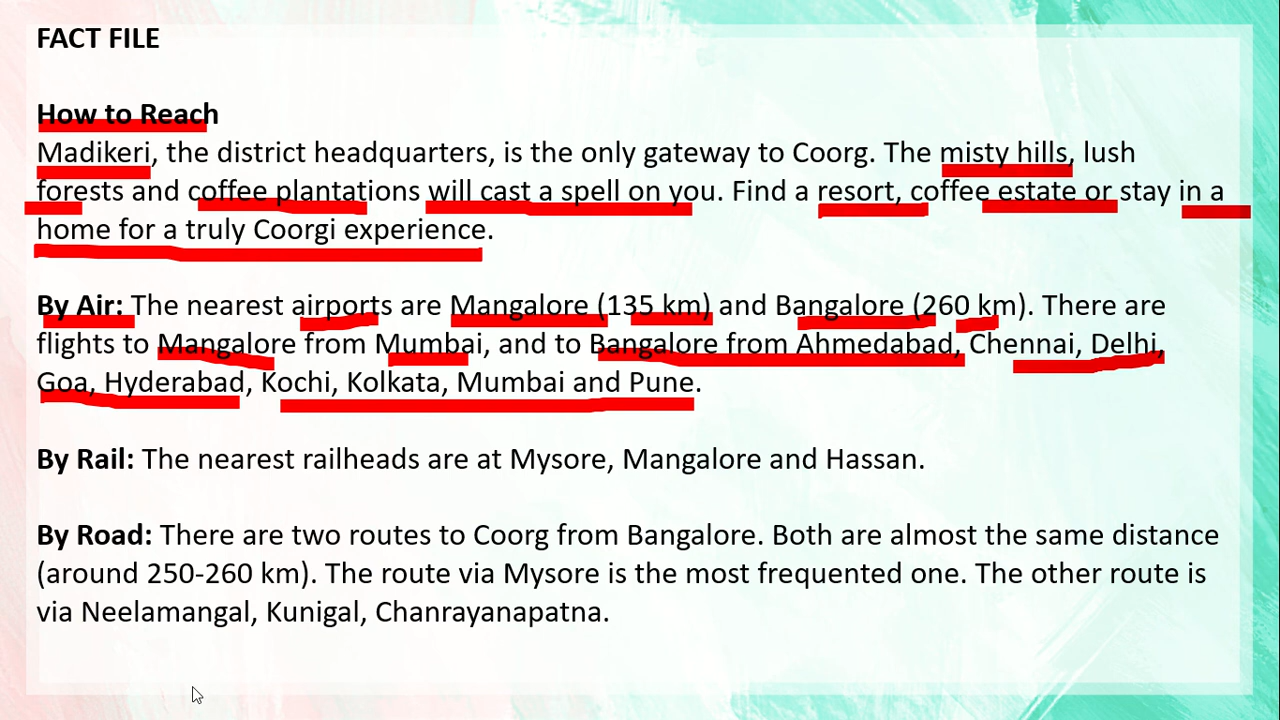 FACT FILE
How to Reach
Madikeri, the district headquarters, is the only gateway to Coorg. The misty hills, lush
forests and coffee plantations will cast a spell on you. Find a resort, coffee estate or stay in a
home for a truly Coorgi experience.
By Air: The nearest airports are Mangalore (135 km) and Bangalore (260 km). There are
flights to Mangalore from Mumbai, and to Bangalore from Ahmedabad, Chennai, Delhi,
Goa, Hyderabad, Kochi, Kolkata, Mumbai and Pune.
By Rail: The nearest railheads are at Mysore, Mangalore and Hassan.
By Road: There are two routes to Coorg from Bangalore. Both are almost the same distance
(around 250-260 km). The route via Mysore is the most frequented one. The other route is
via Neelamangal, Kunigal, Chanrayanapatna.